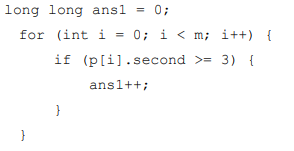 long long ans1 = 0;
for (int i = 0; i < m; i++) {
if (p[i].second >= 3) {
ans1++;
}
}